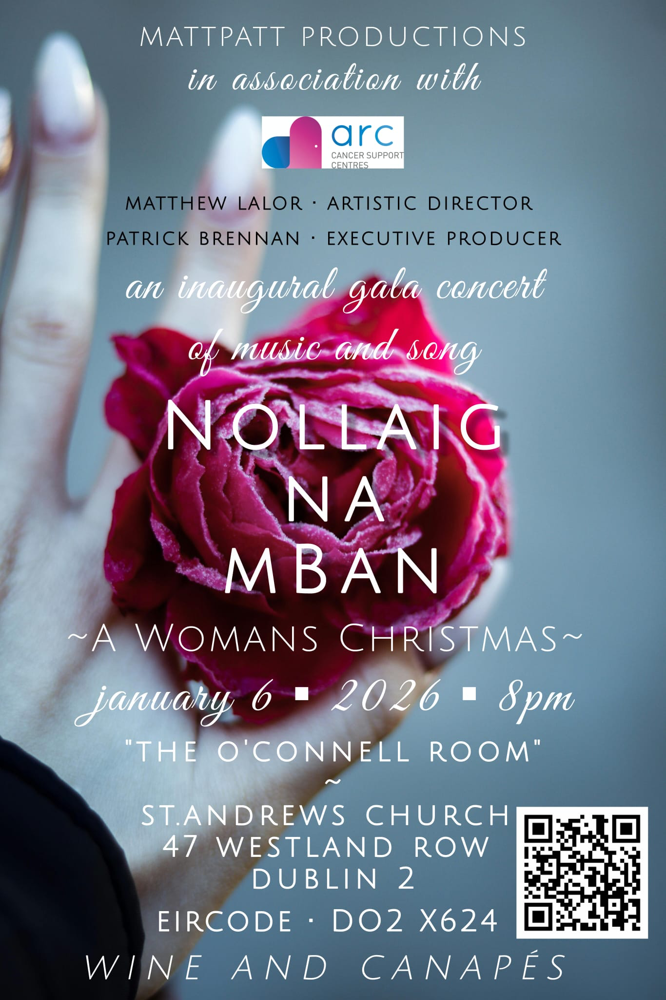 MATTPATT PRODUCTIONS
in association with
arc
CANCER SUPPORT
CENTRES
MATTHEW LALOR · ARTISTIC DIRECTOR
PATRICK BRENNAN · EXECUTIVE PRODUCER
an inaugural gala concert
of music and song
NOLLAIG
NA
MBAN
~A WOMANS CHRISTMAS~
january 6 ▪ 2026 ▪ 8pm
"THE O'CONNELL ROOM"
~
ST.ANDREWS CHURCH
47 WESTLAND ROW
DUBLIN 2
EIRCODE · DO2 X624
WINE AND CANAPÉS